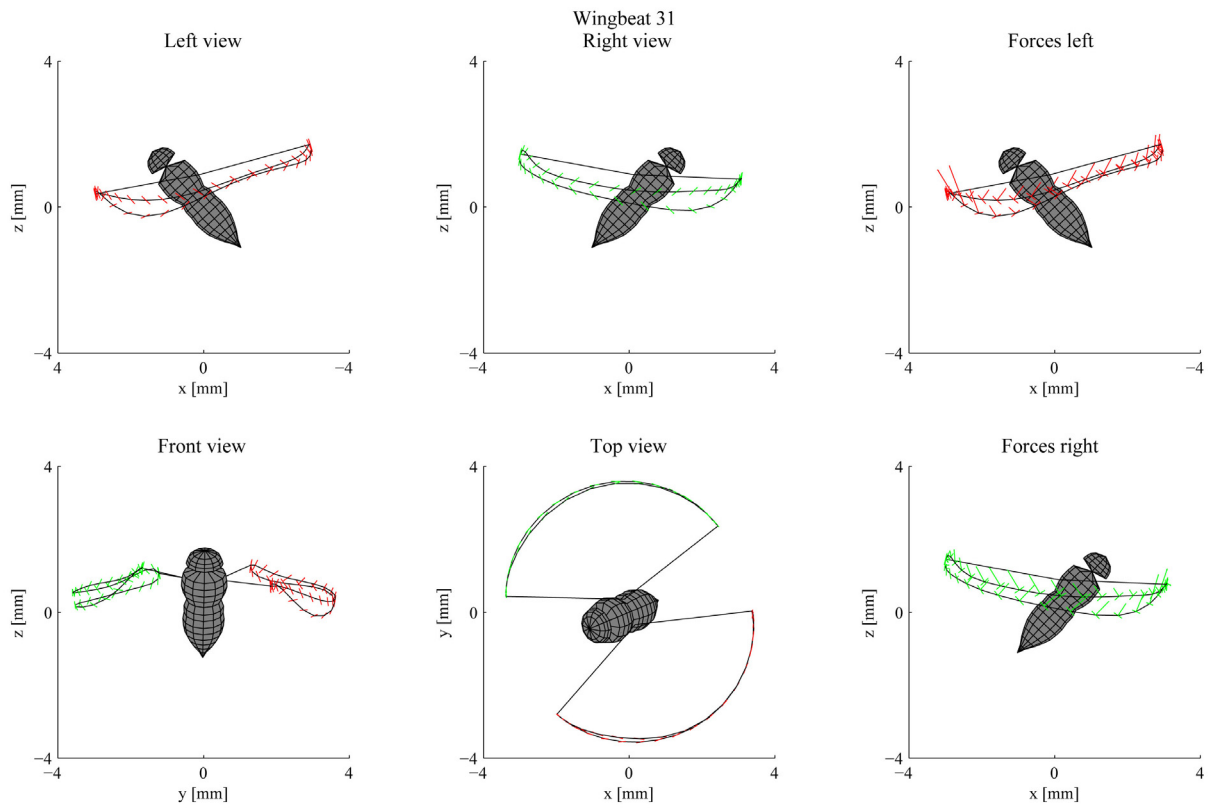 Wingbeat 31
Left view
Right view
Forces left
4
0
−4
z [mm]
4
0
−4
x [mm]
4
0
−4
z [mm]
−4
0
4
x [mm]
4
0
−4
z [mm]
4
0
−4
x [mm]
Front view
Top view
Forces right
4
0
−4
z [mm]
−4
0
4
y [mm]
4
0
−4
y [mm]
−4
0
4
x [mm]
4
0
−4
z [mm]
−4
0
4
x [mm]